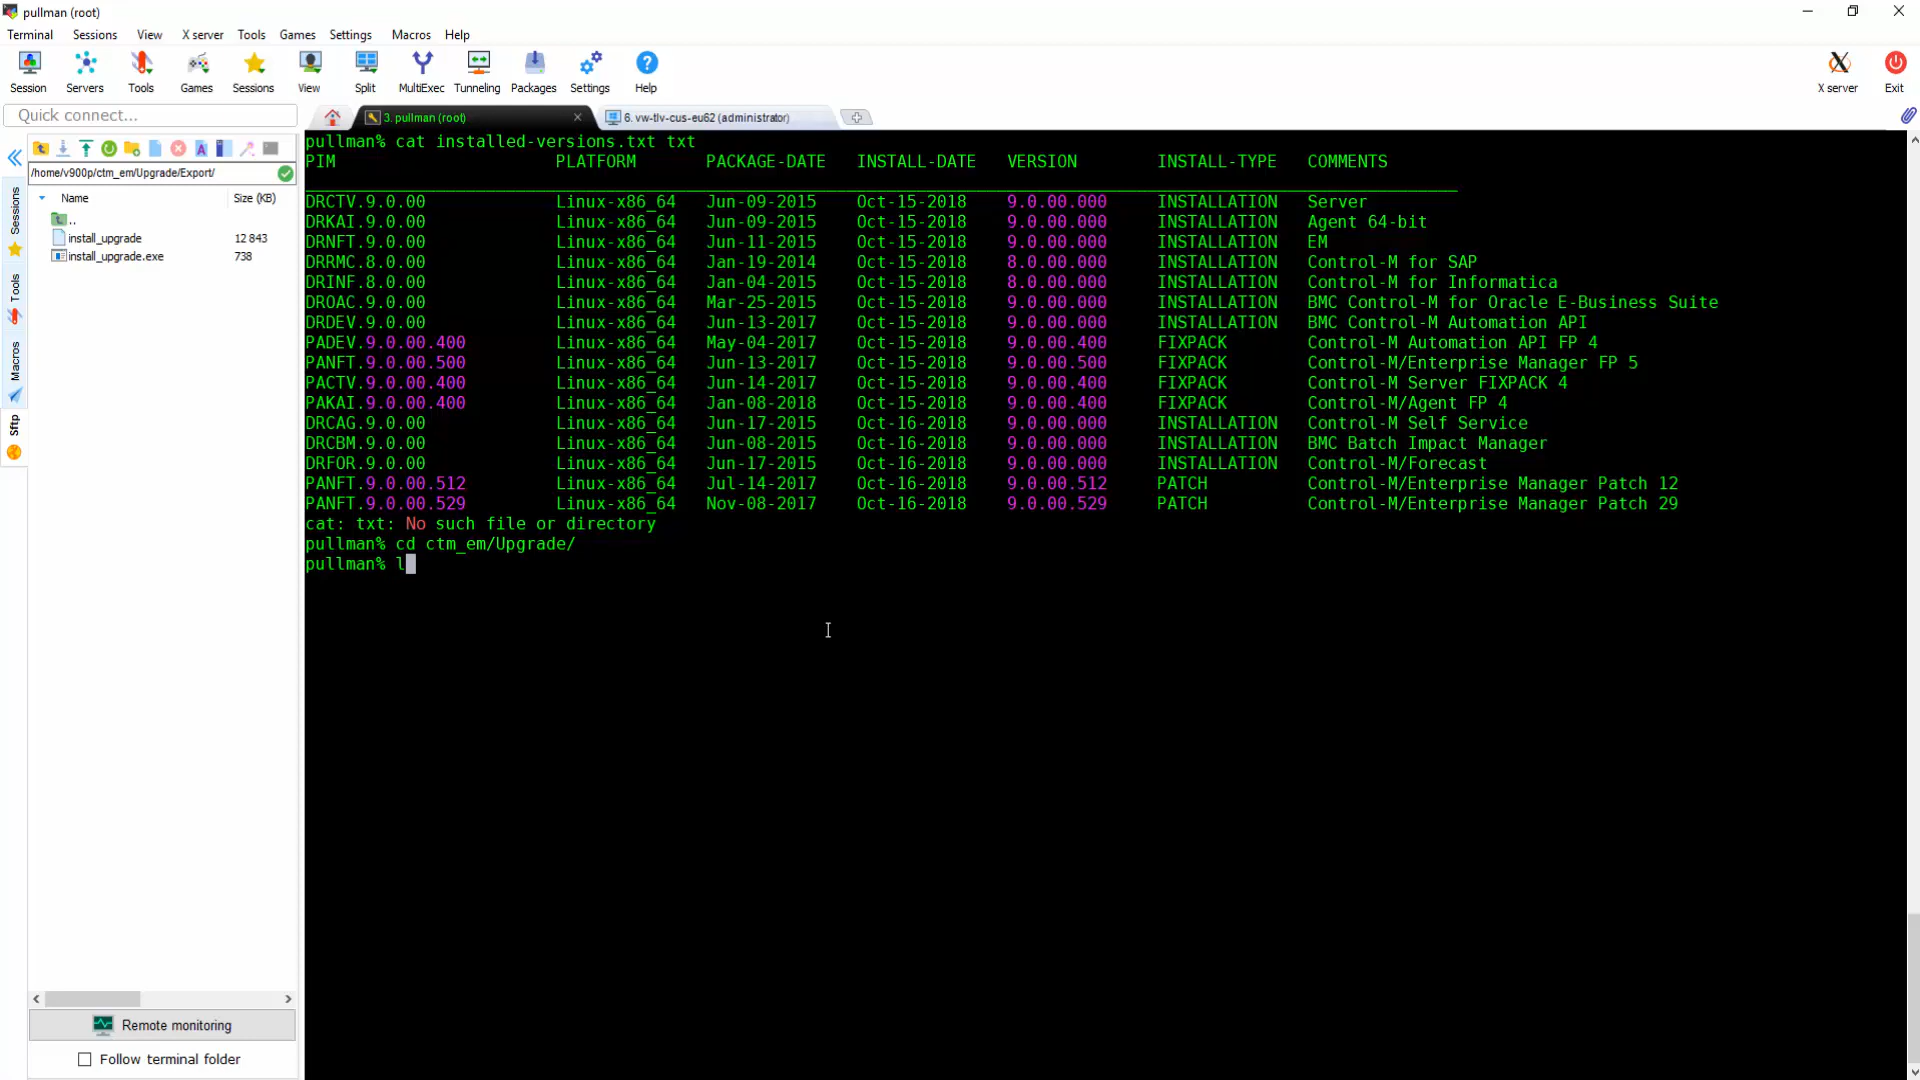 pullman (root)
Terminal Sessions View X server Tools Games Settings Macros Help
Session Servers Tools Games Sessions View Split MultiExec Tunneling Packages Settings Help X server Exit
Quick connect...
3. pullman (root)
6. vw-tlv-cus-eu62 (administrator)
/home/v900p/ctm_em/Upgrade/Export/
Name Size (KB)
..
install_upgrade 12 843
install_upgrade.exe 738
Sessions
Tools
Macros
Sftp
Remote monitoring
Follow terminal folder
pullman% cat installed-versions.txt txt
PIM PLATFORM PACKAGE-DATE INSTALL-DATE VERSION INSTALL-TYPE COMMENTS
DRCTV.9.0.00 Linux-x86_64 Jun-09-2015 Oct-15-2018 9.0.00.000 INSTALLATION Server
DRKAI.9.0.00 Linux-x86_64 Jun-09-2015 Oct-15-2018 9.0.00.000 INSTALLATION Agent 64-bit
DRNFT.9.0.00 Linux-x86_64 Jun-11-2015 Oct-15-2018 9.0.00.000 INSTALLATION EM
DRRMC.8.0.00 Linux-x86_64 Jan-19-2014 Oct-15-2018 8.0.00.000 INSTALLATION Control-M for SAP
DRINF.8.0.00 Linux-x86_64 Jan-04-2015 Oct-15-2018 8.0.00.000 INSTALLATION Control-M for Informatica
DROAC.9.0.00 Linux-x86_64 Mar-25-2015 Oct-15-2018 9.0.00.000 INSTALLATION BMC Control-M for Oracle E-Business Suite
DRDEV.9.0.00 Linux-x86_64 Jun-13-2017 Oct-15-2018 9.0.00.000 INSTALLATION BMC Control-M Automation API
PADEV.9.0.00.400 Linux-x86_64 May-04-2017 Oct-15-2018 9.0.00.400 FIXPACK Control-M Automation API FP 4
PANFT.9.0.00.500 Linux-x86_64 Jun-13-2017 Oct-15-2018 9.0.00.500 FIXPACK Control-M/Enterprise Manager FP 5
PACTV.9.0.00.400 Linux-x86_64 Jun-14-2017 Oct-15-2018 9.0.00.400 FIXPACK Control-M Server FIXPACK 4
PAKAI.9.0.00.400 Linux-x86_64 Jan-08-2018 Oct-15-2018 9.0.00.400 FIXPACK Control-M/Agent FP 4
DRCAG.9.0.00 Linux-x86_64 Jun-17-2015 Oct-16-2018 9.0.00.000 INSTALLATION Control-M Self Service
DRCBM.9.0.00 Linux-x86_64 Jun-08-2015 Oct-16-2018 9.0.00.000 INSTALLATION BMC Batch Impact Manager
DRFOR.9.0.00 Linux-x86_64 Jun-17-2015 Oct-16-2018 9.0.00.000 INSTALLATION Control-M/Forecast
PANFT.9.0.00.512 Linux-x86_64 Jul-14-2017 Oct-16-2018 9.0.00.512 PATCH Control-M/Enterprise Manager Patch 12
PANFT.9.0.00.529 Linux-x86_64 Nov-08-2017 Oct-16-2018 9.0.00.529 PATCH Control-M/Enterprise Manager Patch 29
cat: txt: No such file or directory
pullman% cd ctm_em/Upgrade/
pullman% l